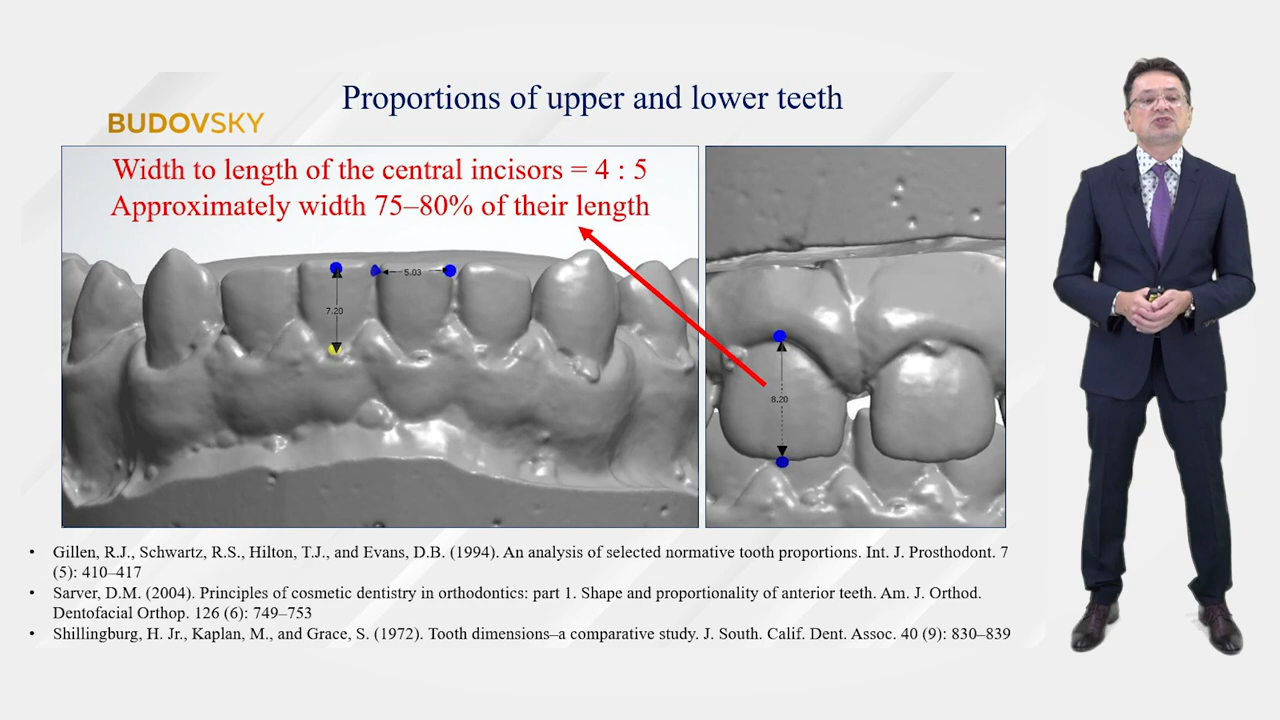 Proportions of upper and lower teeth
BUDOVSKY
Width to length of the central incisors = 4 : 5
Approximately width 75–80% of their length
5.03
7.20
8.20
• Gillen, R.J., Schwartz, R.S., Hilton, T.J., and Evans, D.B. (1994). An analysis of selected normative tooth proportions. Int. J. Prosthodont. 7
(5): 410–417
• Sarver, D.M. (2004). Principles of cosmetic dentistry in orthodontics: part 1. Shape and proportionality of anterior teeth. Am. J. Orthod.
Dentofacial Orthop. 126 (6): 749–753
• Shillingburg, H. Jr., Kaplan, M., and Grace, S. (1972). Tooth dimensions–a comparative study. J. South. Calif. Dent. Assoc. 40 (9): 830–839